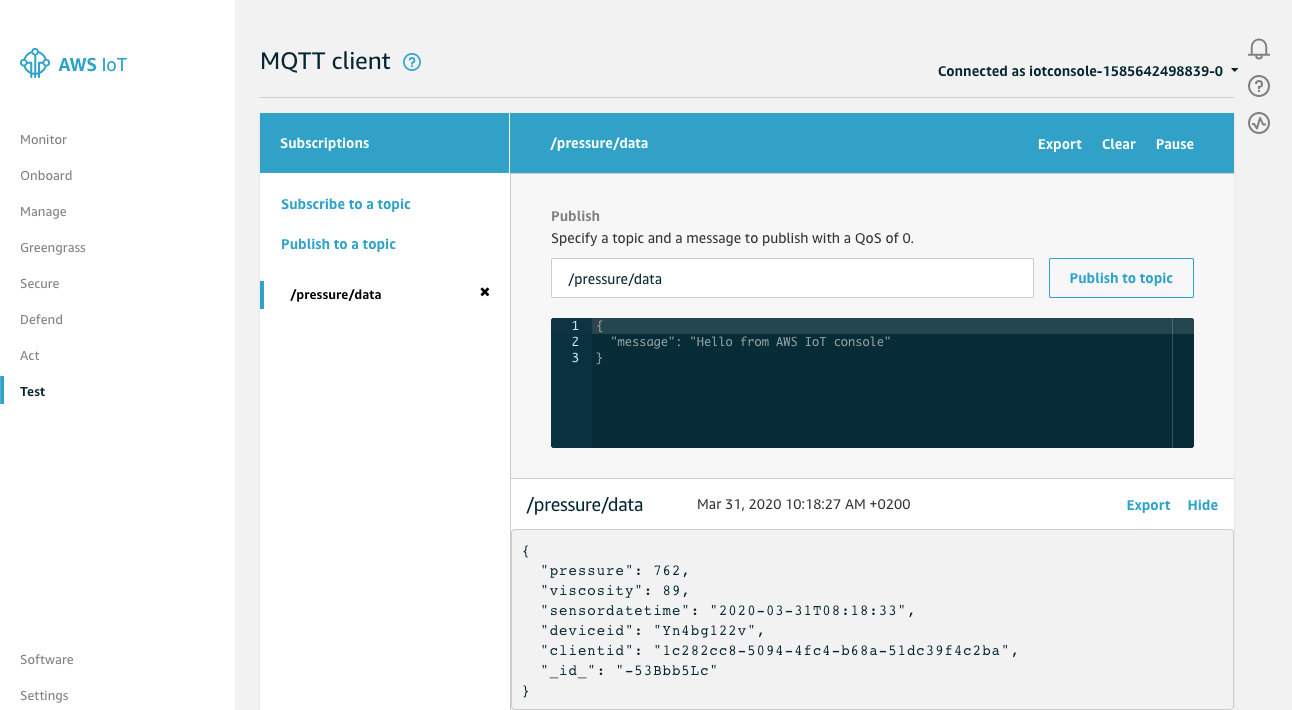 AWS IoT
Monitor
Onboard
Manage
Greengrass
Secure
Defend
Act
Test
Software
Settings
MQTT client ?
Connected as iotconsole-1585642498839-0
?
Subscriptions
Subscribe to a topic
Publish to a topic
/pressure/data ✖
/pressure/data Export Clear Pause
Publish
Specify a topic and a message to publish with a QoS of 0.
/pressure/data Publish to topic
1 {
2 "message": "Hello from AWS IoT console"
3 }
/pressure/data Mar 31, 2020 10:18:27 AM +0200 Export Hide
{
"pressure": 762,
"viscosity": 89,
"sensordatetime": "2020-03-31T08:18:33",
"deviceid": "Yn4bg122v",
"clientid": "1c282cc8-5094-4fc4-b68a-51dc39f4c2ba",
"_id_": "-53Bbb5Lc"
}